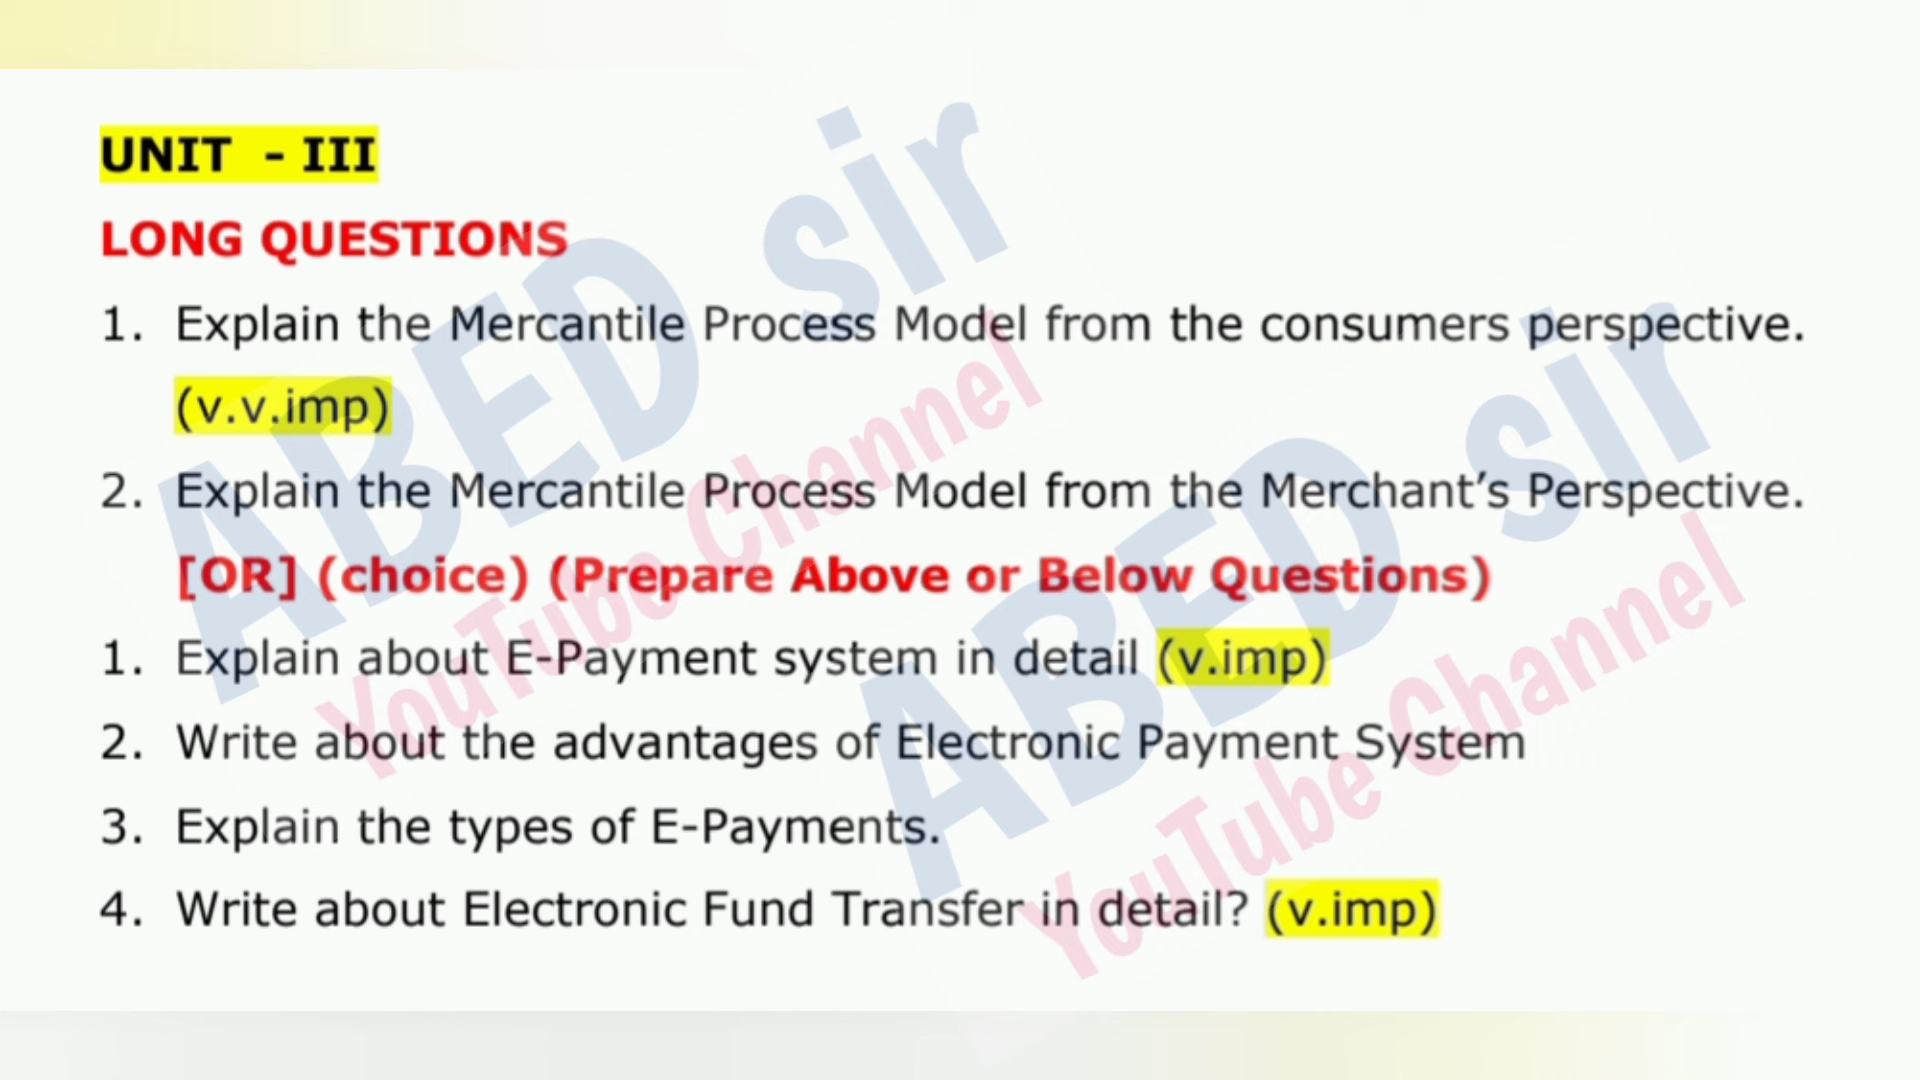 UNIT - III
LONG QUESTIONS
1. Explain the Mercantile Process Model from the consumers perspective.
(v.v.imp)
2. Explain the Mercantile Process Model from the Merchant’s Perspective.
[OR] (choice) (Prepare Above or Below Questions)
1. Explain about E-Payment system in detail (v.imp)
2. Write about the advantages of Electronic Payment System
3. Explain the types of E-Payments.
4. Write about Electronic Fund Transfer in detail? (v.imp)
ABED sir
YouTube Channel
ABED sir
YouTube Channel